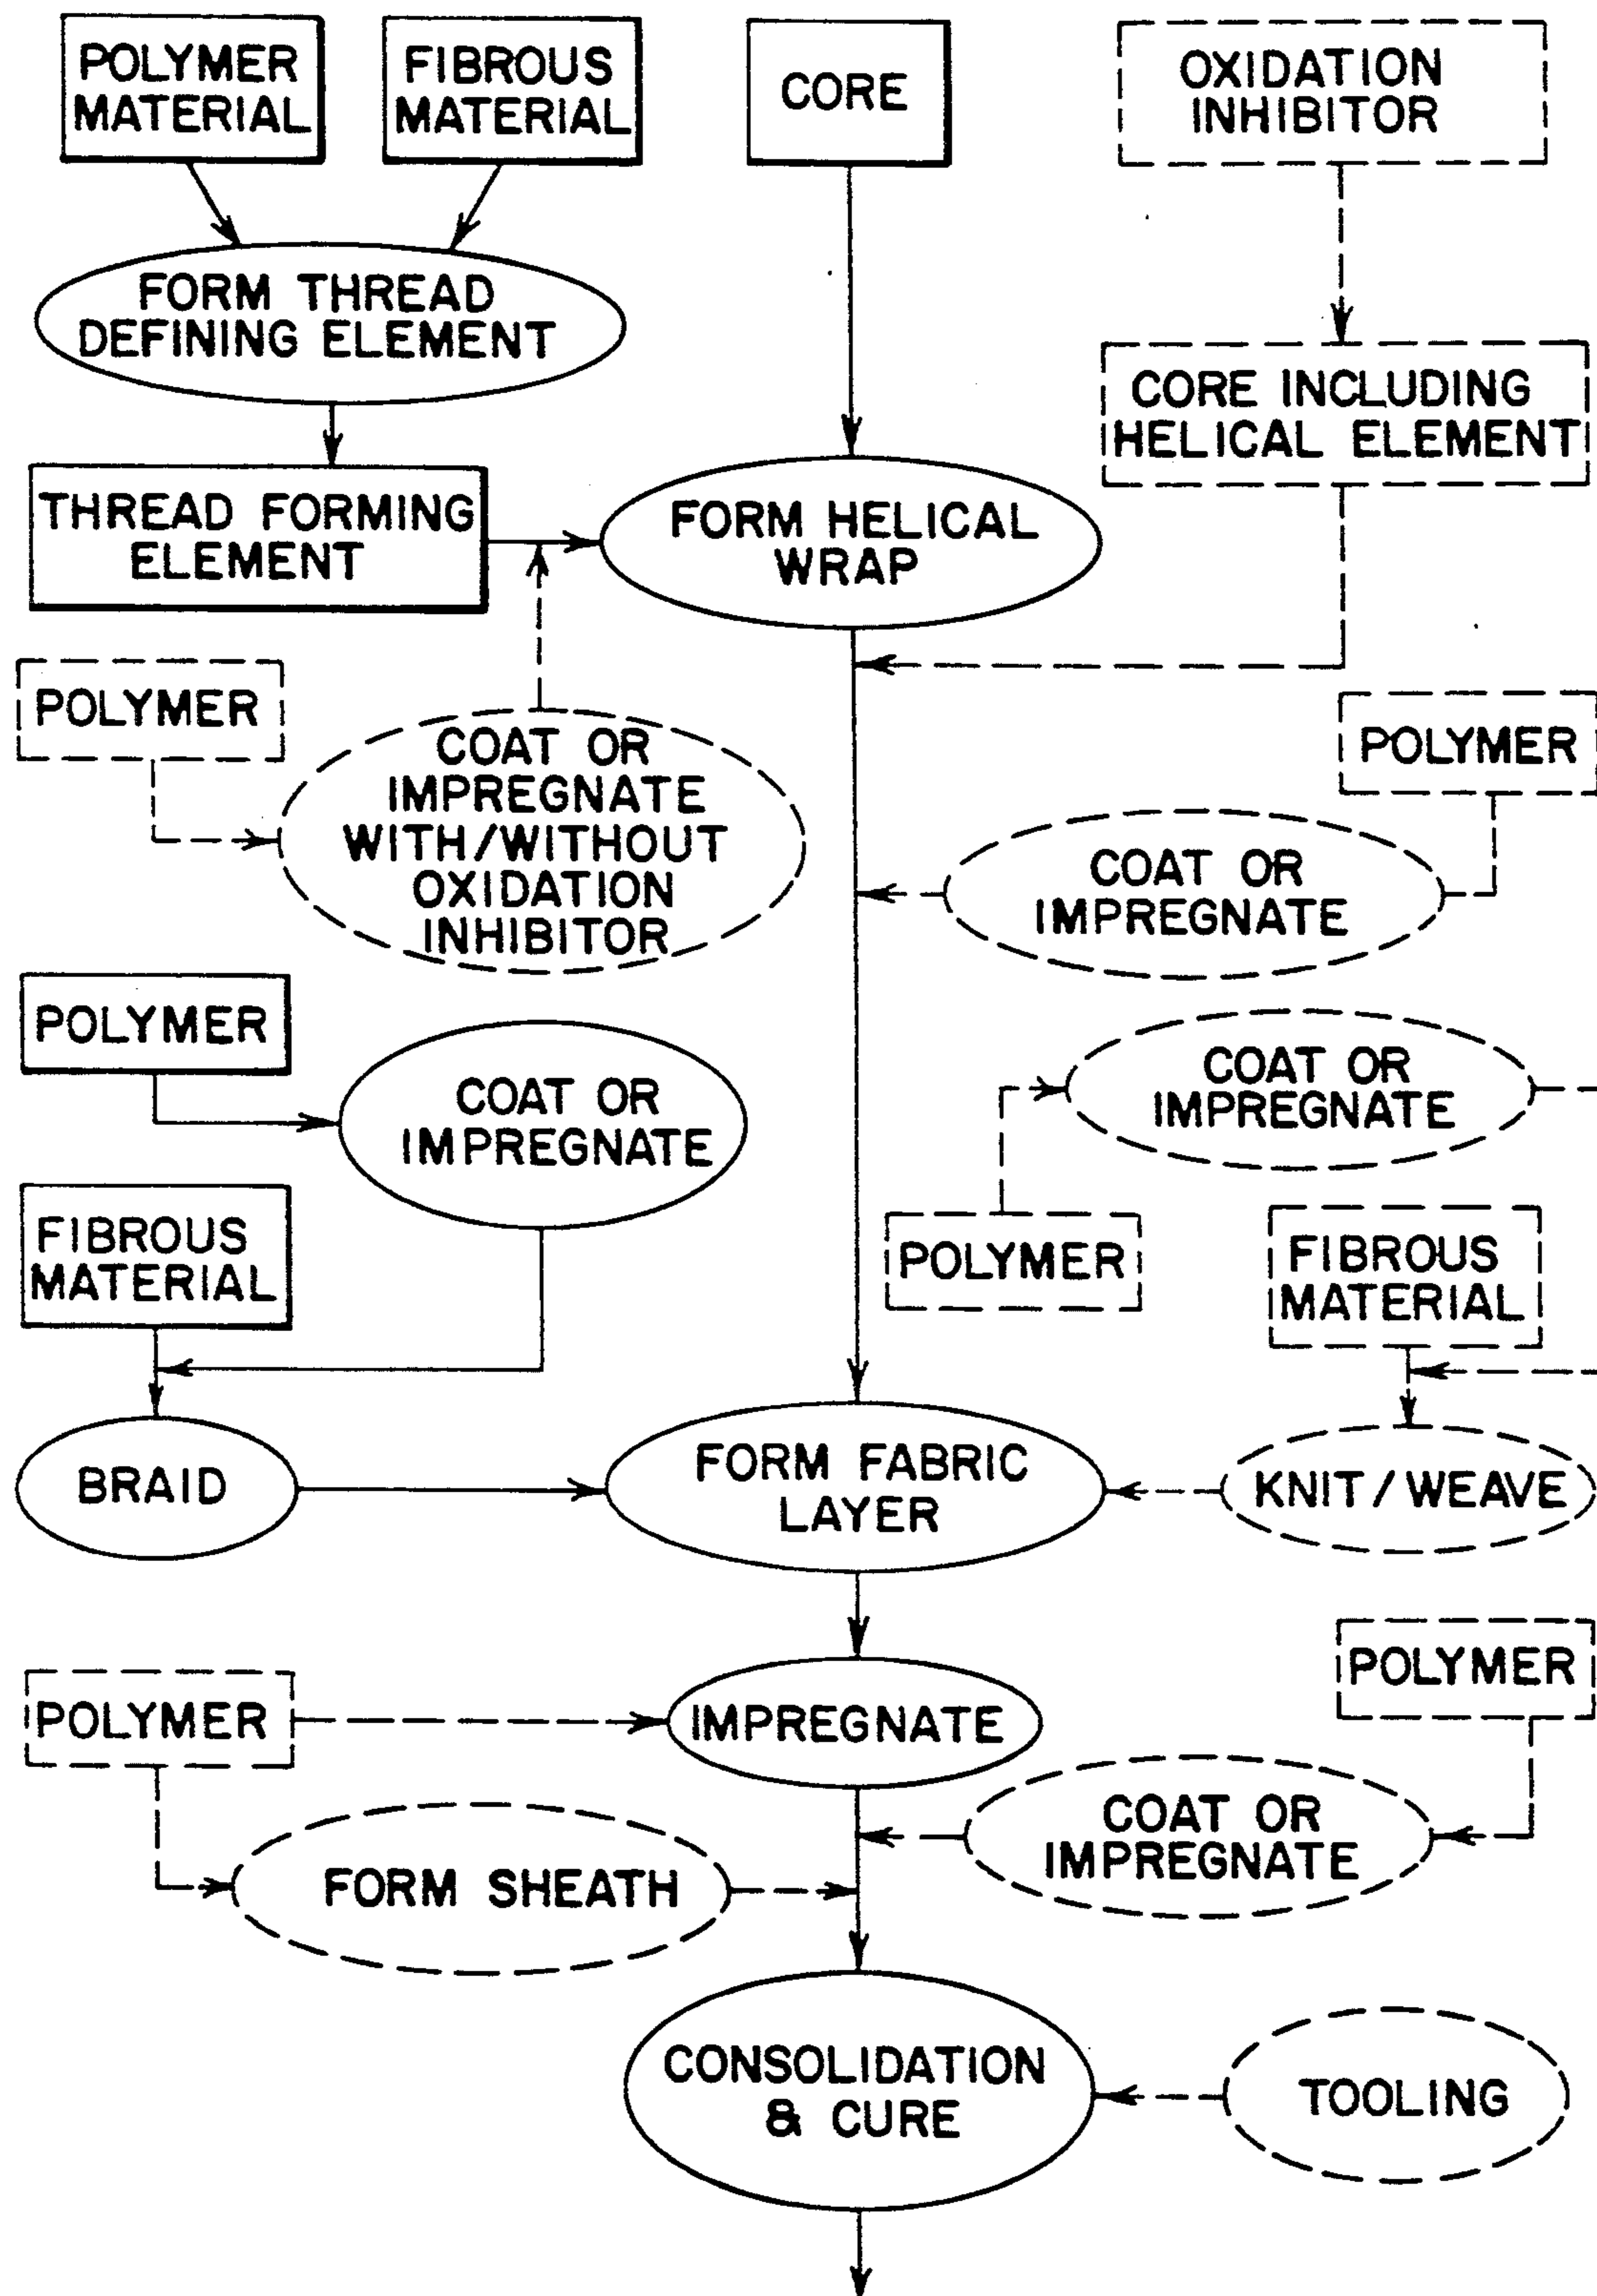 POLYMER
MATERIAL
FIBROUS
MATERIAL
CORE
OXIDATION
INHIBITOR
FORM THREAD
DEFINING ELEMENT
CORE INCLUDING
HELICAL ELEMENT
THREAD FORMING
ELEMENT
FORM HELICAL
WRAP
POLYMER
COAT OR
IMPREGNATE
WITH/WITHOUT
OXIDATION
INHIBITOR
POLYMER
COAT OR
IMPREGNATE
POLYMER
COAT OR
IMPREGNATE
COAT OR
IMPREGNATE
FIBROUS
MATERIAL
POLYMER
FIBROUS
MATERIAL
BRAID
FORM FABRIC
LAYER
KNIT/WEAVE
POLYMER
IMPREGNATE
POLYMER
FORM SHEATH
COAT OR
IMPREGNATE
CONSOLIDATION
& CURE
TOOLING